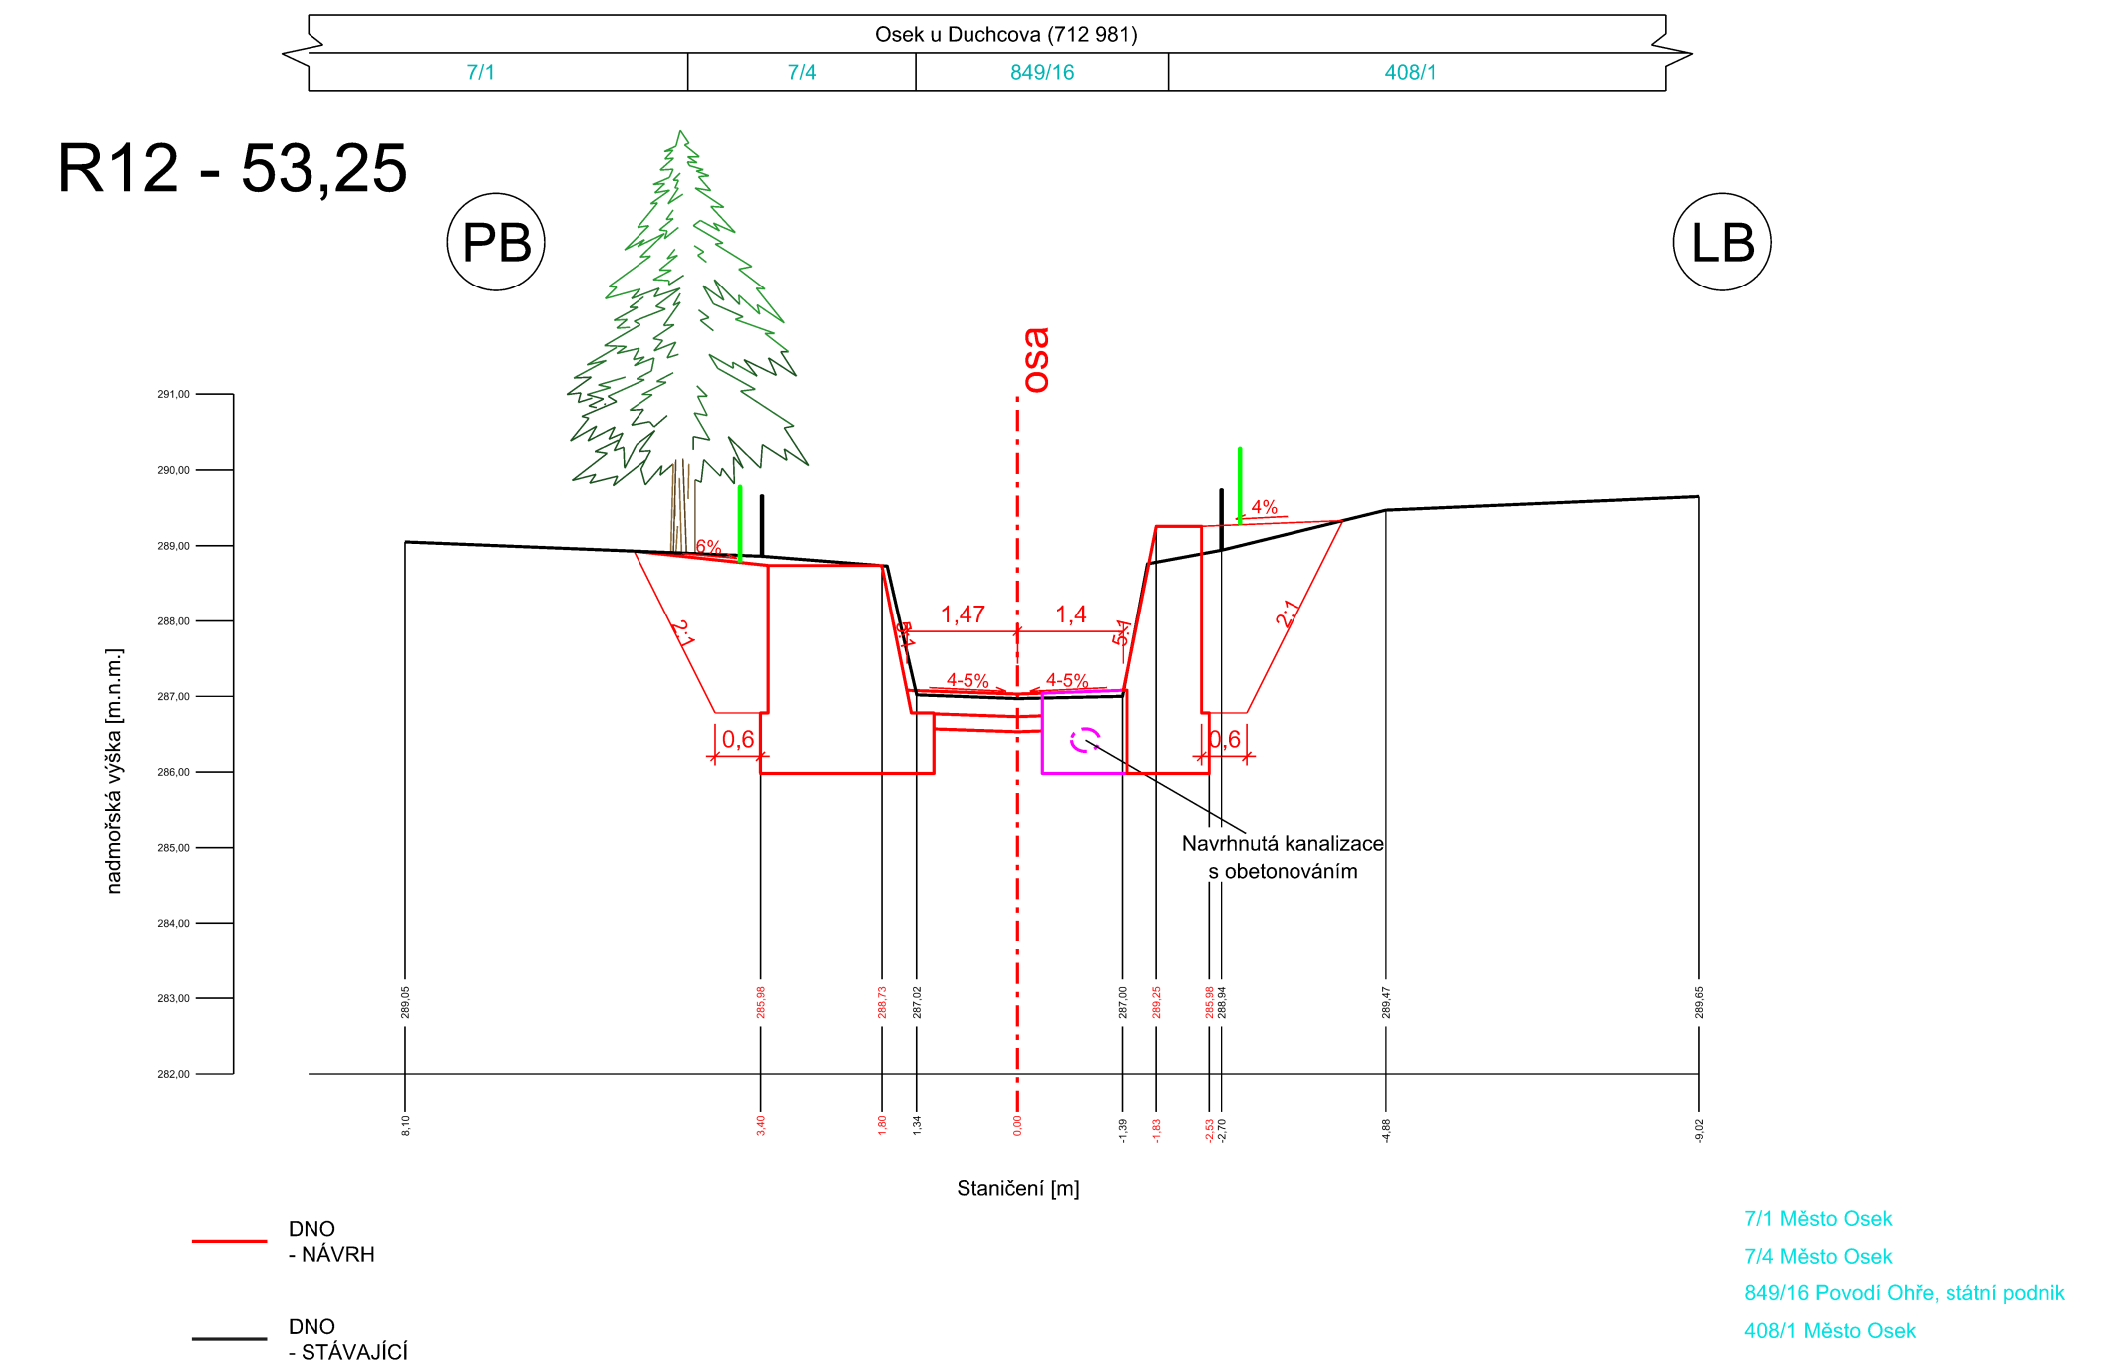 Osek u Duchcova (712 981)
7/1 7/4 849/16 408/1
R12 - 53,25
PB
LB
osa
291,00
290,00
289,00
288,00
287,00
286,00
285,00
284,00
283,00
282,00
nadmořská výška [m.n.m.]
6%
4%
2:1
5:1
1,47
1,4
5:1
2:1
4-5%
4-5%
0,6
0,6
Navrhnutá kanalizace
s obetonováním
289,05 285,98 288,73 287,02 287,00 289,25 285,98 288,94 289,47 289,65
8,10 3,40 1,80 1,34 0,00 -1,39 -1,83 -2,53 -2,70 -4,88 -9,02
Staničení [m]
DNO
- NÁVRH
DNO
- STÁVAJÍCÍ
7/1 Město Osek
7/4 Město Osek
849/16 Povodí Ohře, státní podnik
408/1 Město Osek